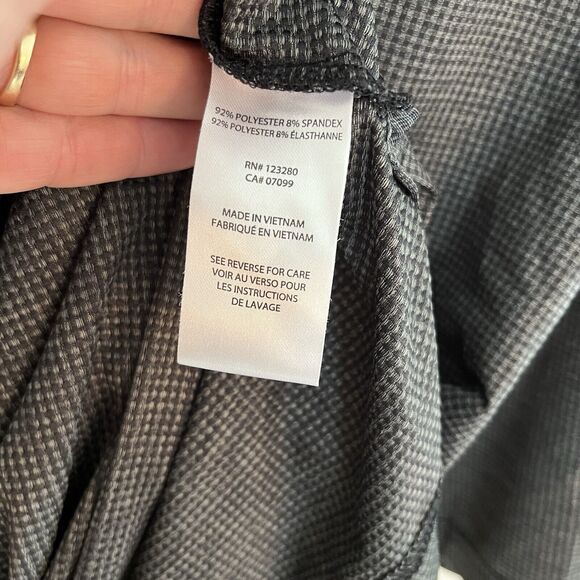 92% POLYESTER 8% SPANDEX
92% POLYESTER 8% ÉLASTHANNE
RN# 123280
CA# 07099
MADE IN VIETNAM
FABRIQUÉ EN VIETNAM
SEE REVERSE FOR CARE
VOIR AU VERSO POUR
LES INSTRUCTIONS
DE LAVAGE